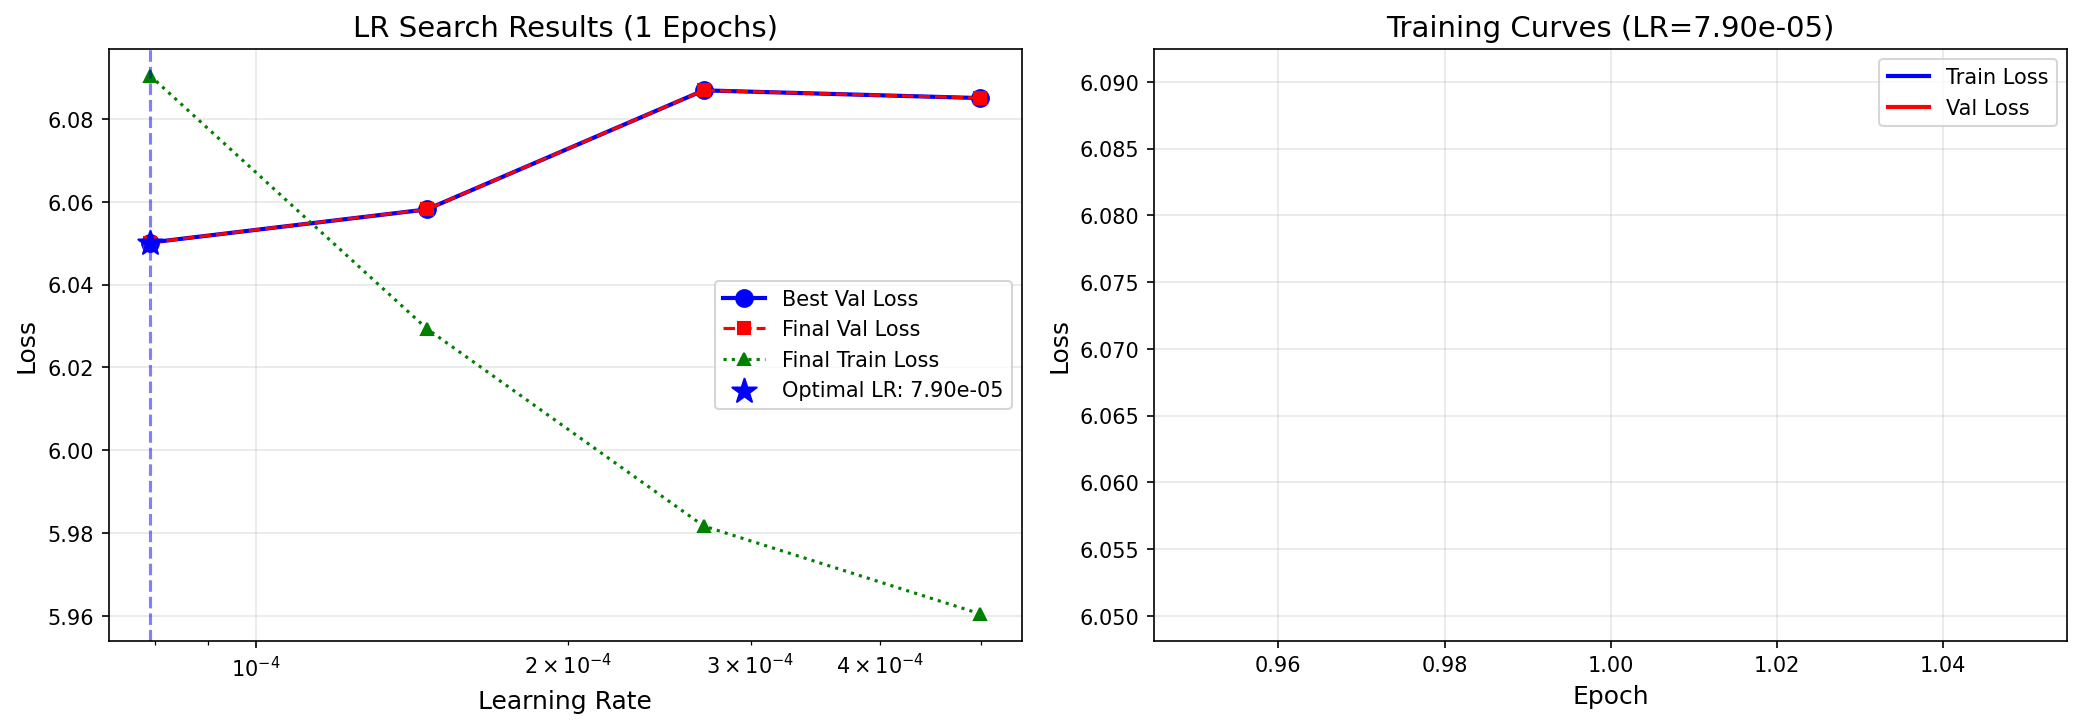 LR Search Results (1 Epochs)
Loss
6.08
6.06
6.04
6.02
6.00
5.98
5.96
Best Val Loss
Final Val Loss
Final Train Loss
Optimal LR: 7.90e-05
10⁻⁴
2 × 10⁻⁴
3 × 10⁻⁴
4 × 10⁻⁴
Learning Rate
Training Curves (LR=7.90e-05)
Loss
6.090
6.085
6.080
6.075
6.070
6.065
6.060
6.055
6.050
Train Loss
Val Loss
0.96
0.98
1.00
1.02
1.04
Epoch